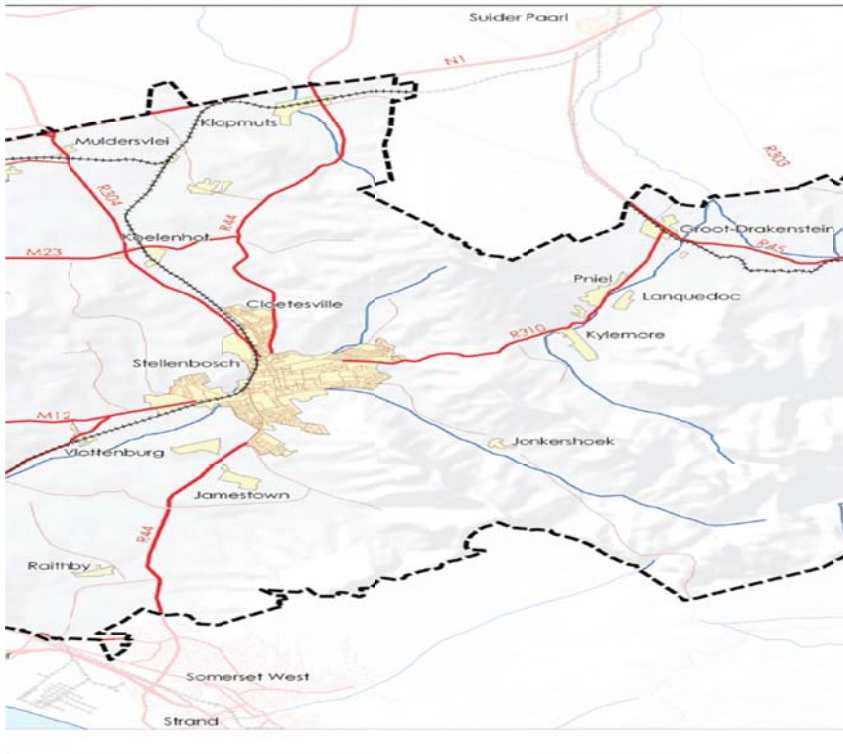 Suider Paarl
N1
Klapmuts
Muldersvlei
R303
R304
R44
Groot-Drakenstein
Koelenhof
R45
M23
Pniel
Lanquedoc
Cloetesville
R310
Kylemore
Stellenbosch
M12
Jonkershoek
Vlottenburg
Jamestown
R44
Raithby
Somerset West
Strand